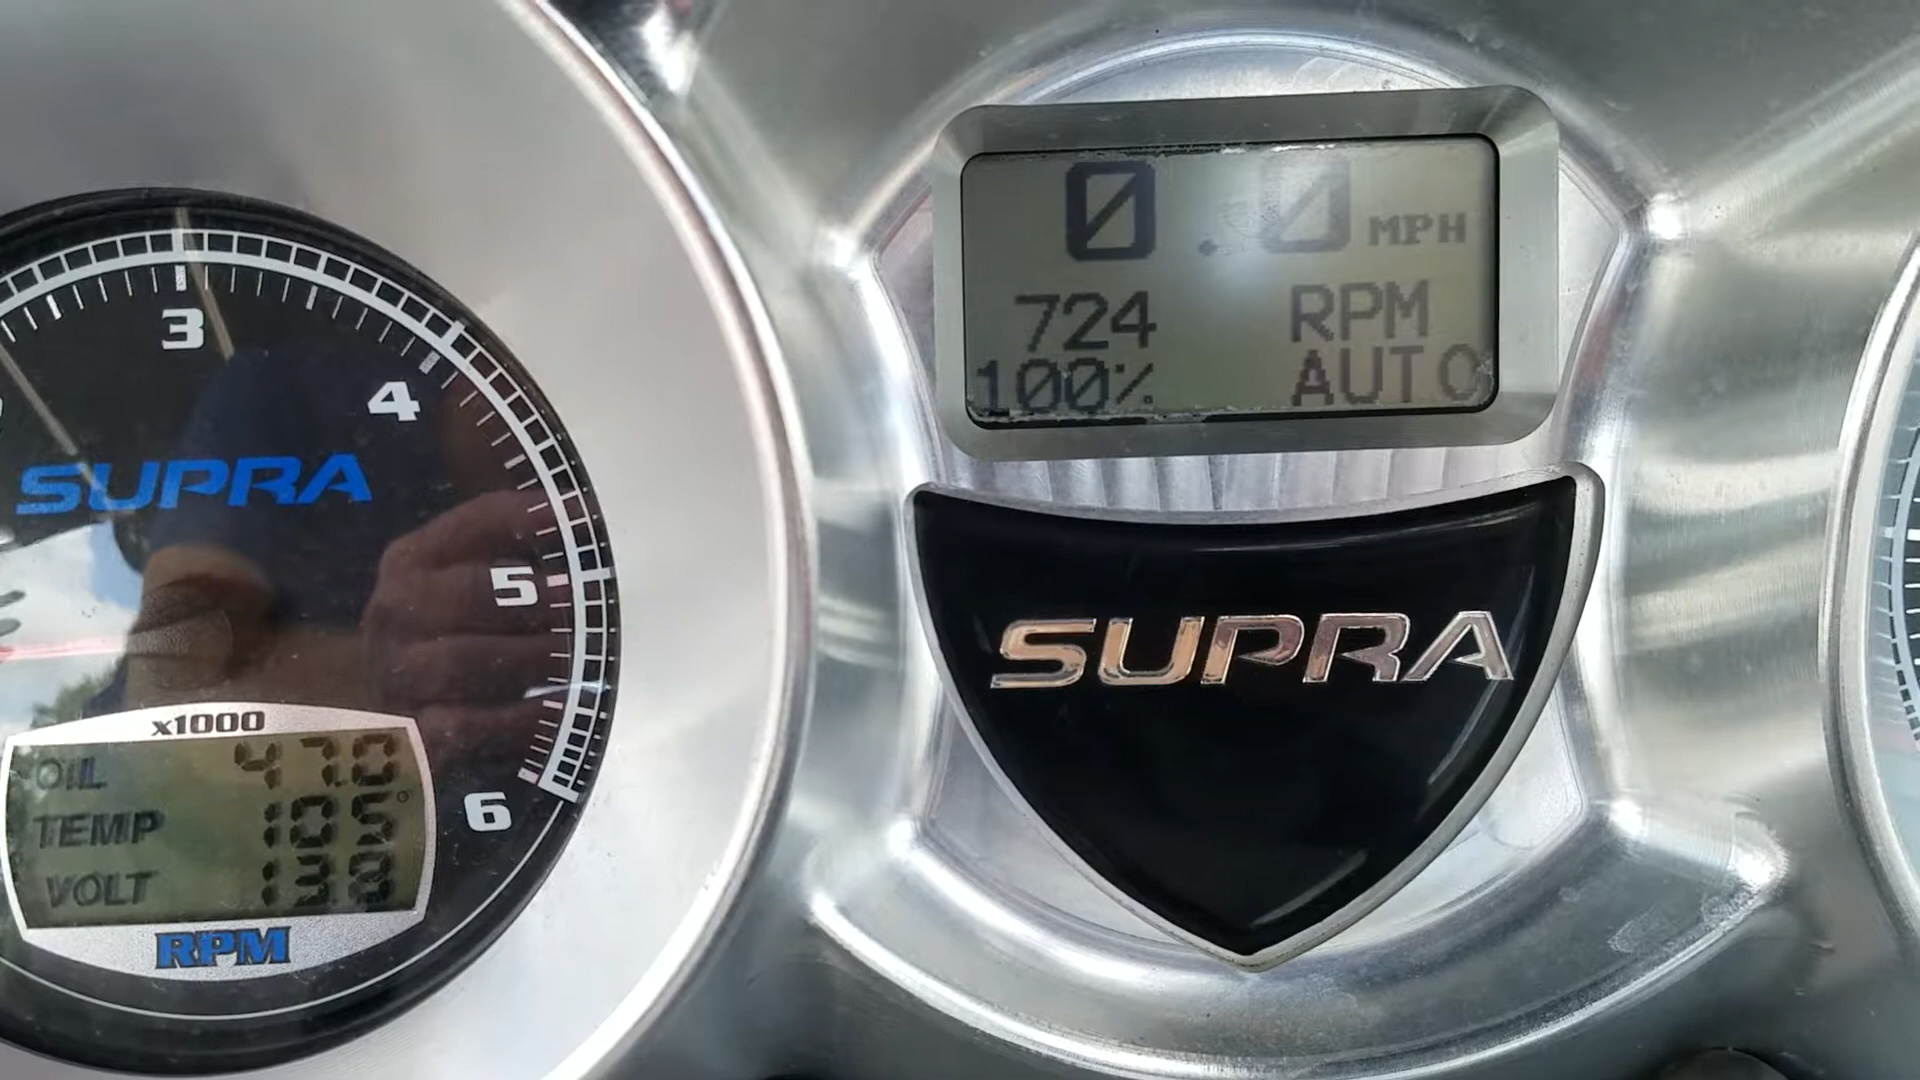 3
4
5
6
SUPRA
x1000
OIL 47.0
TEMP 105°
VOLT 13.8
RPM
0.0 MPH
724 RPM
100% AUTO
SUPRA